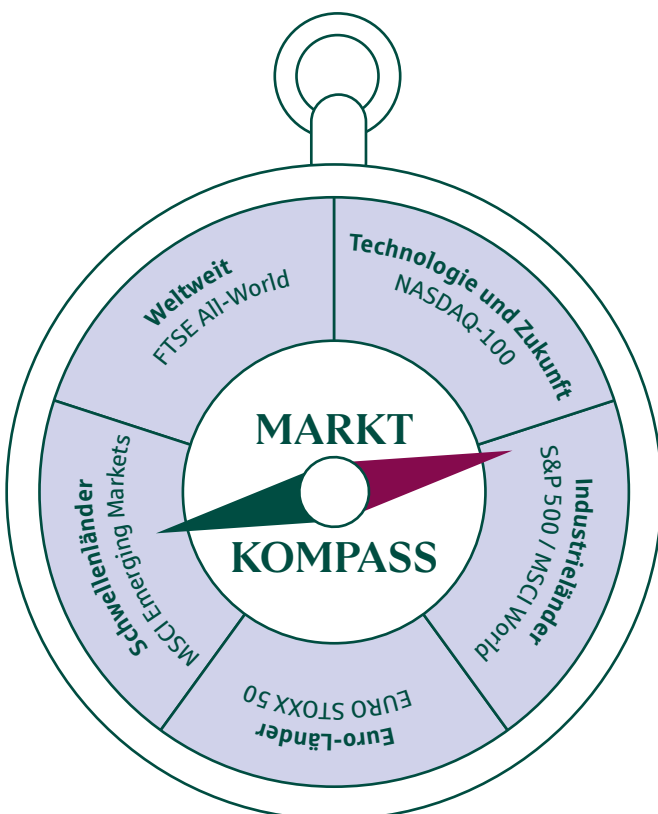 Weltweit
FTSE All-World
Technologie und Zukunft
NASDAQ-100
Industrieländer
S&P 500 / MSCI World
Euro-Länder
EURO STOXX 50
Schwellenländer
MSCI Emerging Markets
MARKT
KOMPASS